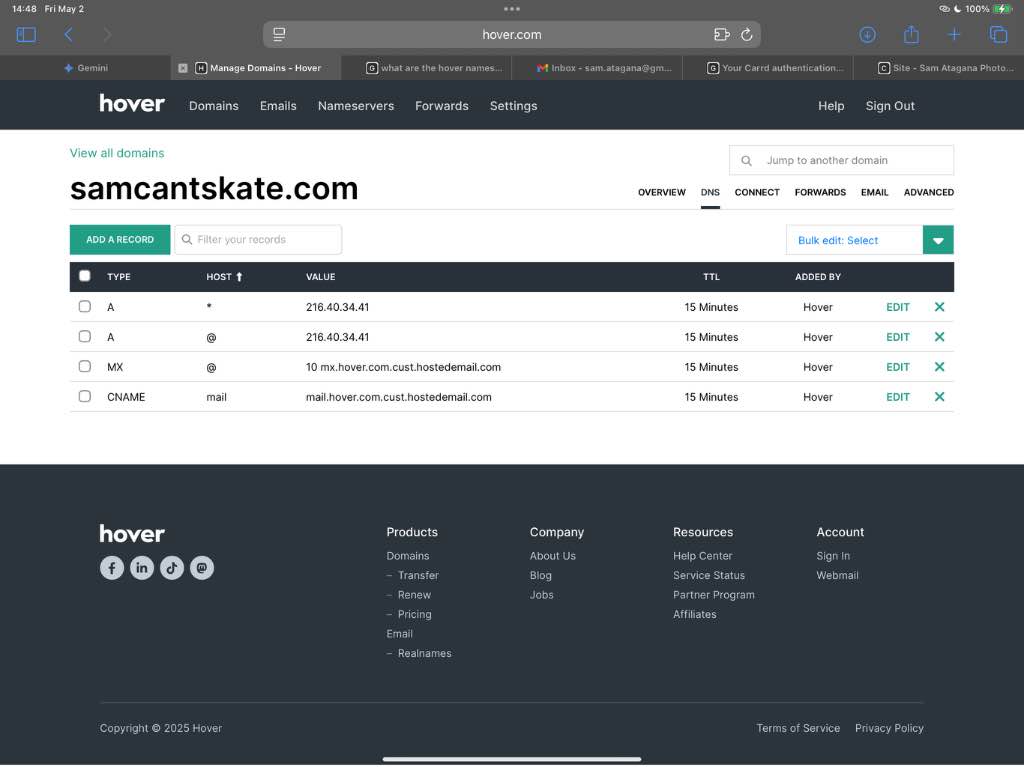 14:48 Fri May 2
100%
hover.com
Gemini
Manage Domains - Hover
what are the hover names...
Inbox - sam.atagana@gm...
Your Carrd authentication...
Site - Sam Atagana Photo...
hover Domains Emails Nameservers Forwards Settings Help Sign Out
View all domains
Jump to another domain
samcantskate.com
OVERVIEW DNS CONNECT FORWARDS EMAIL ADVANCED
ADD A RECORD
Filter your records
Bulk edit: Select
TYPE HOST ↑ VALUE TTL ADDED BY
A * 216.40.34.41 15 Minutes Hover EDIT ✕
A @ 216.40.34.41 15 Minutes Hover EDIT ✕
MX @ 10 mx.hover.com.cust.hostedemail.com 15 Minutes Hover EDIT ✕
CNAME mail mail.hover.com.cust.hostedemail.com 15 Minutes Hover EDIT ✕
hover
Products
Domains
– Transfer
– Renew
– Pricing
Email
– Realnames
Company
About Us
Blog
Jobs
Resources
Help Center
Service Status
Partner Program
Affiliates
Account
Sign In
Webmail
Copyright © 2025 Hover
Terms of Service Privacy Policy